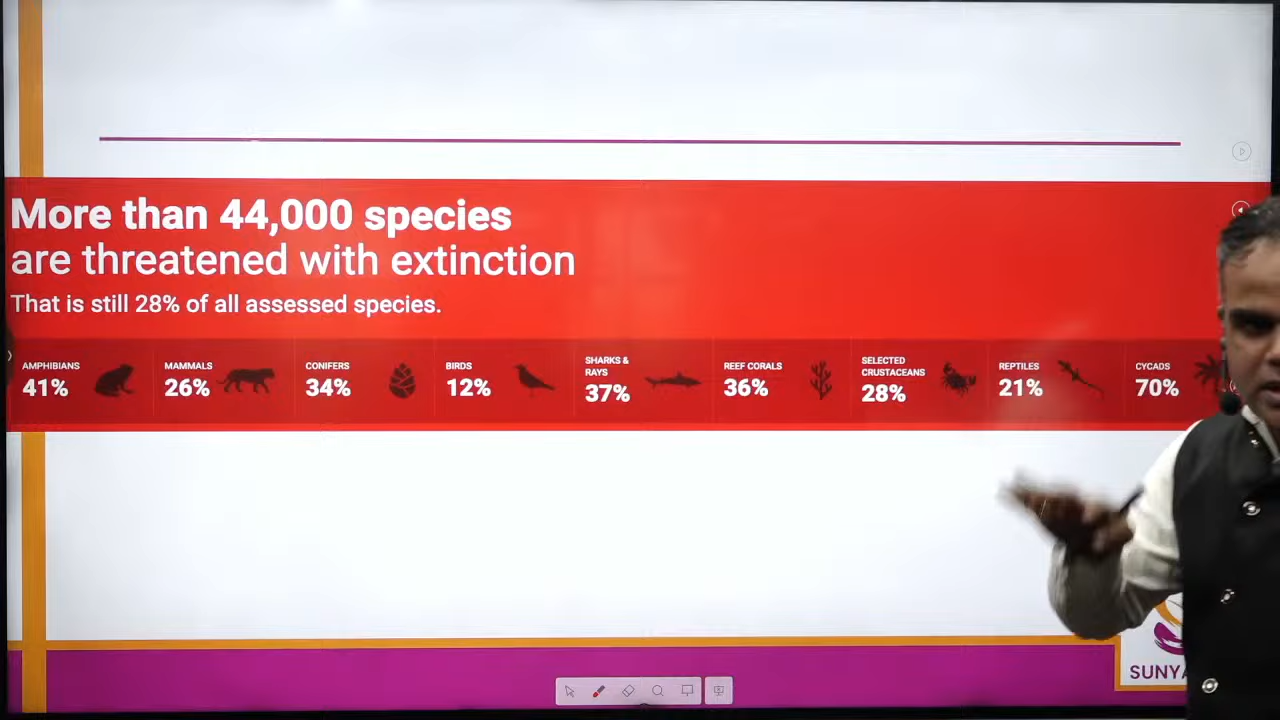 More than 44,000 species
are threatened with extinction
That is still 28% of all assessed species.
AMPHIBIANS
41%
MAMMALS
26%
CONIFERS
34%
BIRDS
12%
SHARKS &
RAYS
37%
REEF CORALS
36%
SELECTED
CRUSTACEANS
28%
REPTILES
21%
CYCADS
70%